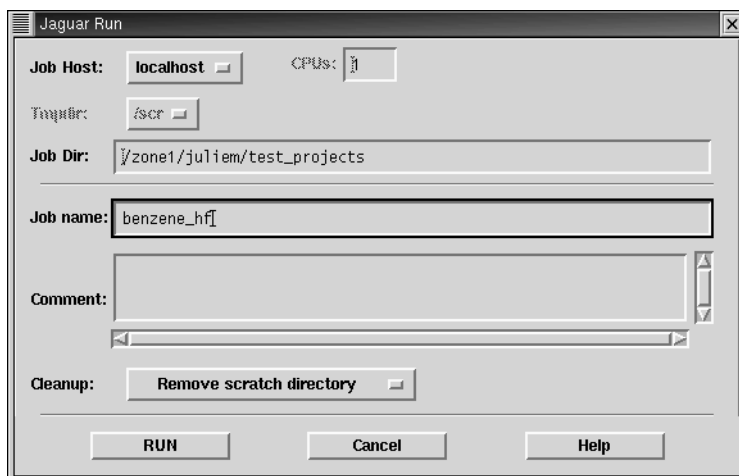 Jaguar Run
Job Host: localhost CPUs: 1
Tmpdir: /scr
Job Dir: /zone1/juliem/test_projects
Job name: benzene_hf
Comment:
Cleanup: Remove scratch directory
RUN Cancel Help